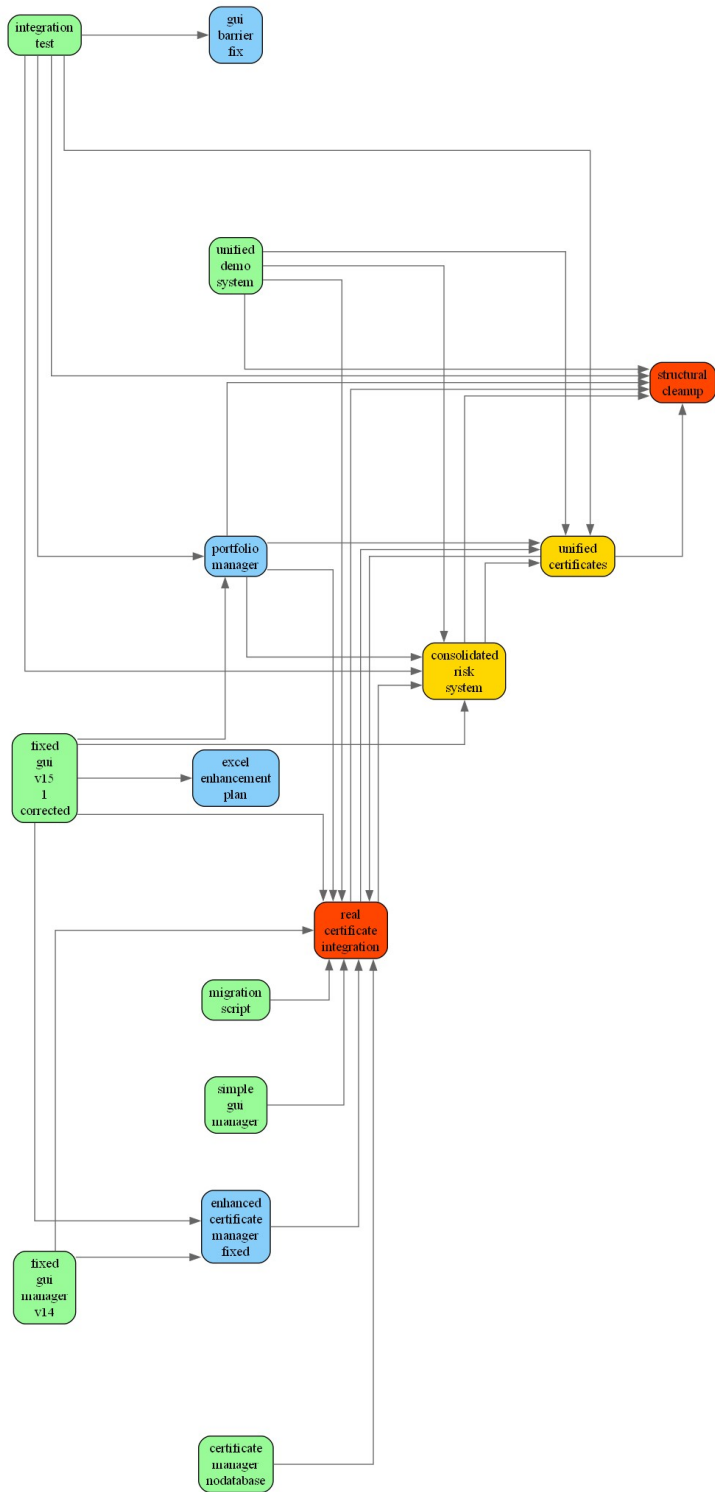 integration
test
gui
barrier
fix
unified
demo
system
structural
cleanup
portfolio
manager
unified
certificates
consolidated
risk
system
fixed
gui
v15
1
corrected
excel
enhancement
plan
real
certificate
integration
migration
script
simple
gui
manager
enhanced
certificate
manager
fixed
fixed
gui
manager
v14
certificate
manager
nodatabase